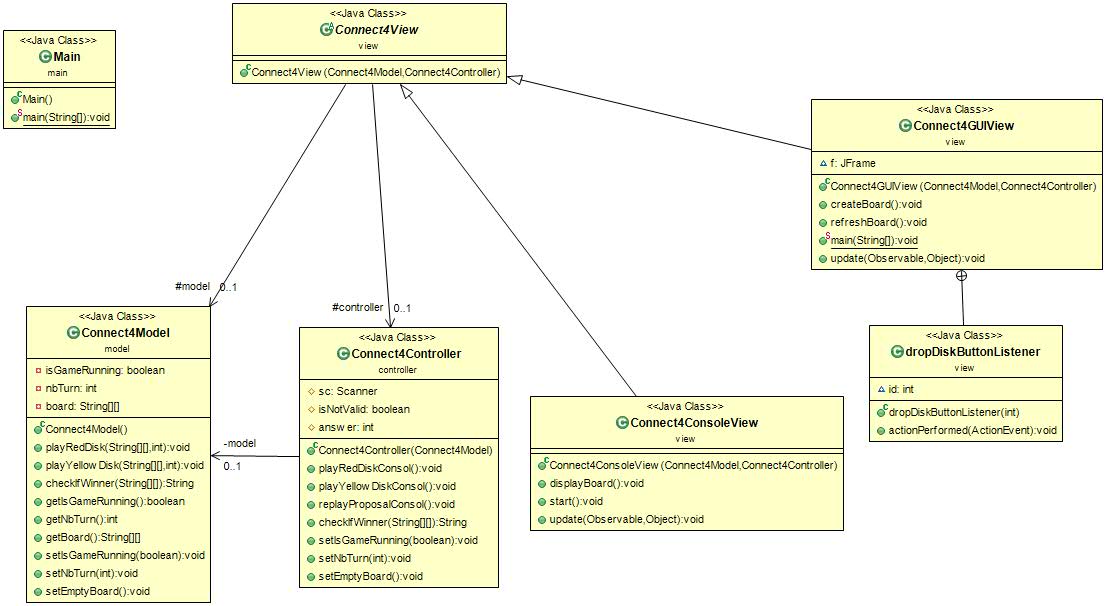 <<Java Class>>
Main
main
Main()
main(String[]):void
<<Java Class>>
Connect4View
view
Connect4View (Connect4Model,Connect4Controller)
<<Java Class>>
Connect4GUIView
view
f: JFrame
Connect4GUIView (Connect4Model,Connect4Controller)
createBoard():void
refreshBoard():void
main(String[]):void
update(Observable,Object):void
#model 0..1
#controller 0..1
<<Java Class>>
Connect4Model
model
isGameRunning: boolean
nbTurn: int
board: String[][]
Connect4Model()
playRedDisk(String[][],int):void
playYellow Disk(String[][],int):void
checkIfWinner(String[][]):String
getIsGameRunning():boolean
getNbTurn():int
getBoard():String[][]
setIsGameRunning(boolean):void
setNbTurn(int):void
setEmptyBoard():void
-model
0..1
<<Java Class>>
Connect4Controller
controller
sc: Scanner
isNotValid: boolean
answ er: int
Connect4Controller(Connect4Model)
playRedDiskConsol():void
playYellow DiskConsol():void
replayProposalConsol():void
checkIfWinner(String[][]):String
setIsGameRunning(boolean):void
setNbTurn(int):void
setEmptyBoard():void
<<Java Class>>
Connect4ConsoleView
view
Connect4ConsoleView (Connect4Model,Connect4Controller)
displayBoard():void
start():void
update(Observable,Object):void
<<Java Class>>
dropDiskButtonListener
view
id: int
dropDiskButtonListener(int)
actionPerformed(ActionEvent):void